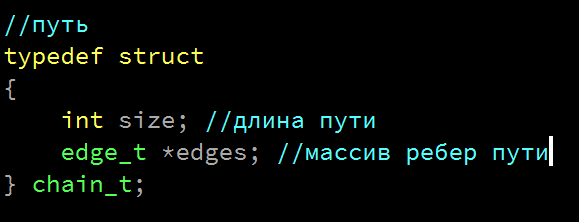 //путь
typedef struct
{
    int size; //длина пути
    edge_t *edges; //массив ребер пути
} chain_t;